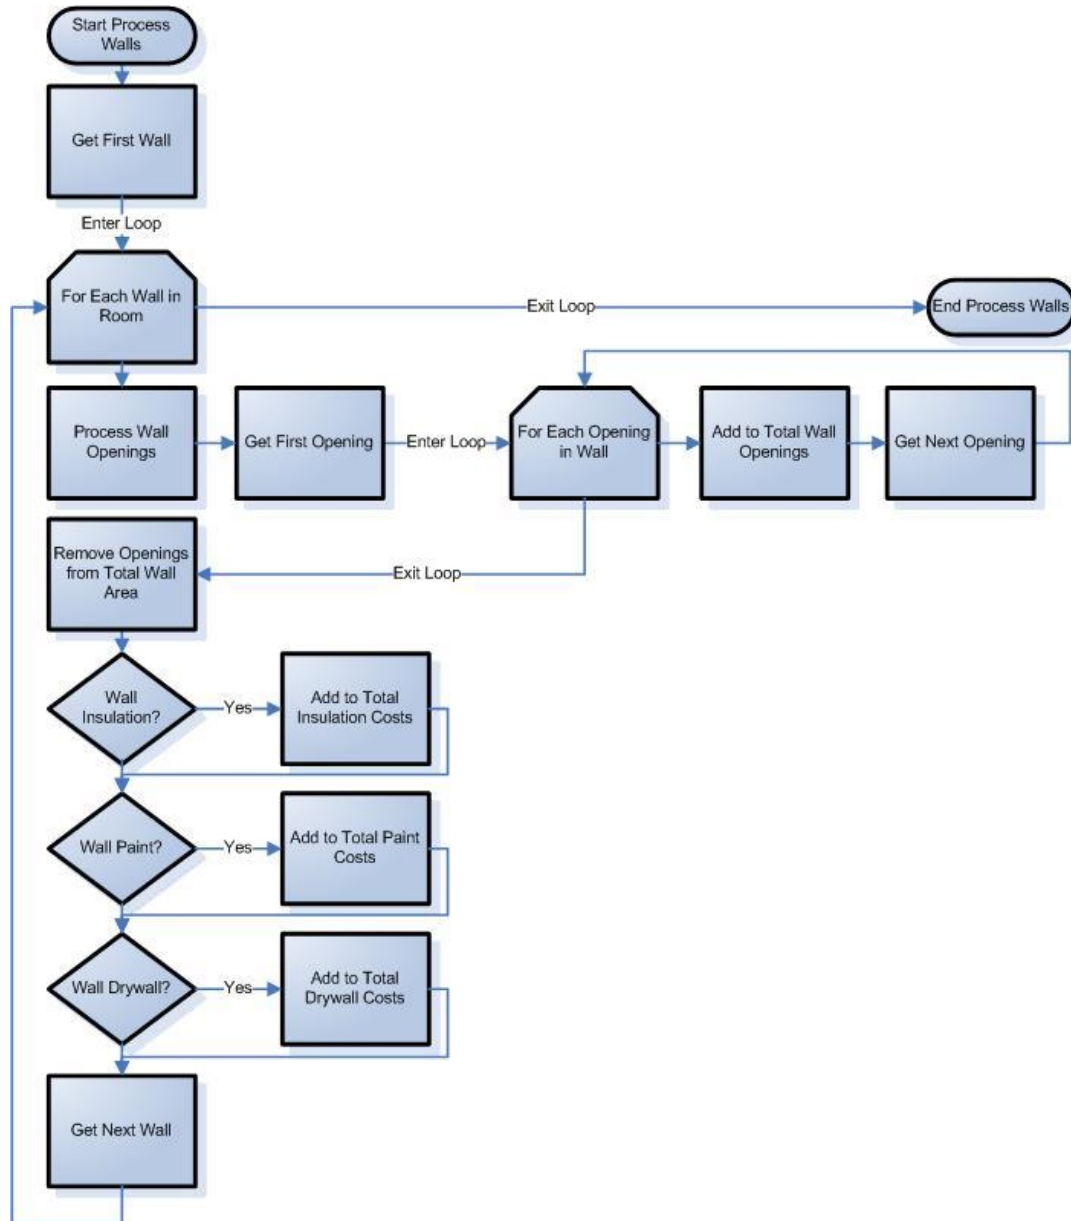 Start Process
Walls
Get First Wall
Enter Loop
For Each Wall in
Room
Exit Loop
End Process Walls
Process Wall
Openings
Get First Opening
Enter Loop
For Each Opening
in Wall
Add to Total Wall
Openings
Get Next Opening
Remove Openings
from Total Wall
Area
Exit Loop
Wall
Insulation?
Yes
Add to Total
Insulation Costs
Wall Paint?
Yes
Add to Total Paint
Costs
Wall Drywall?
Yes
Add to Total
Drywall Costs
Get Next Wall